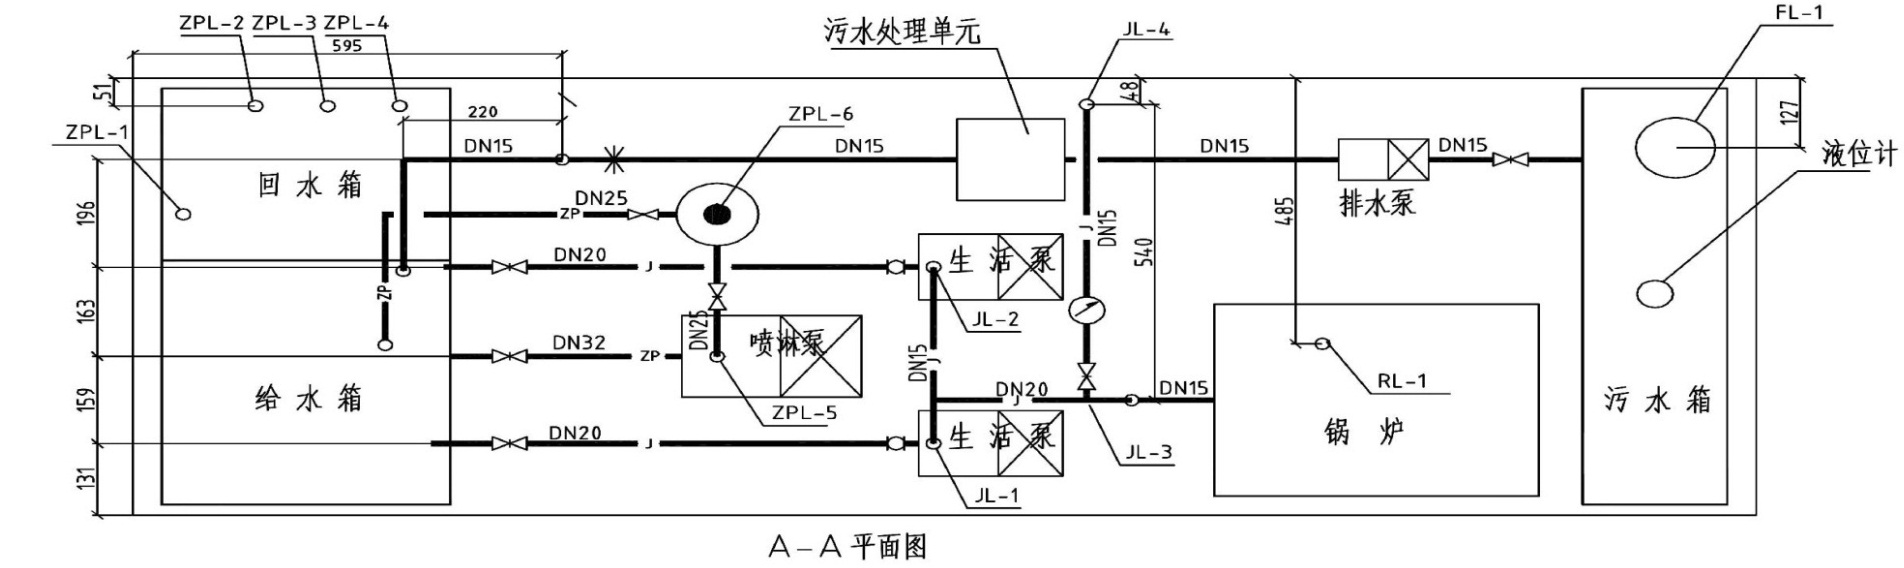 ZPL-2 ZPL-3 ZPL-4
595
污水处理单元
JL-4
FL-1
51
48
127
ZPL-1
220
ZPL-6
DN15
DN15
DN15
DN15
液位计
回水箱
DN25
ZP
排水泵
196
J
DN15
485
540
DN20
J
生活泵
ZP
163
JL-2
DN25
喷淋泵
DN32
ZP
DN15
J
RL-1
159
给水箱
ZPL-5
DN20
J
DN15
污水箱
锅炉
DN20
J
生活泵
JL-3
131
JL-1
A-A平面图